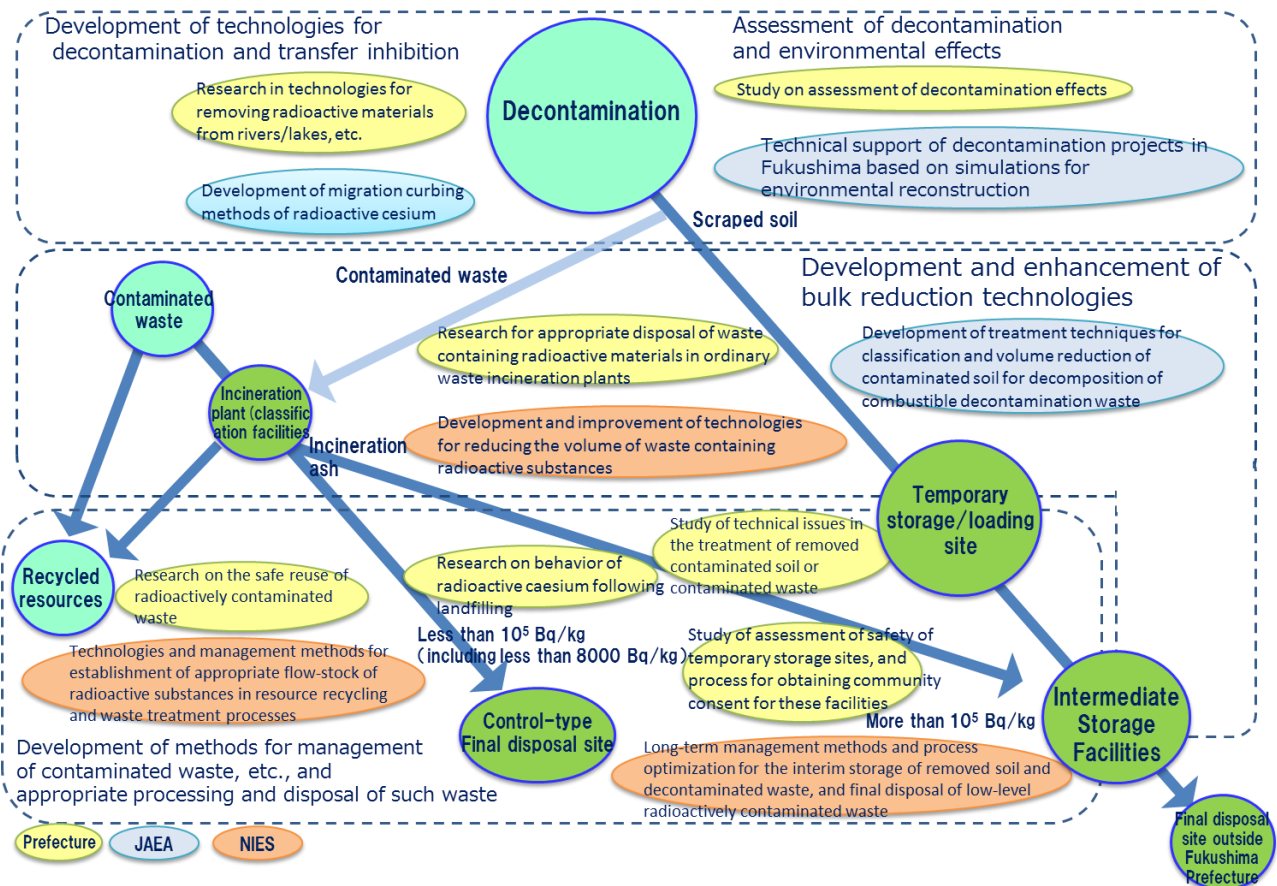 Development of technologies for
decontamination and transfer inhibition
Assessment of decontamination
and environmental effects
Research in technologies for
removing radioactive materials
from rivers/lakes, etc.
Decontamination
Study on assessment of decontamination effects
Technical support of decontamination projects in
Fukushima based on simulations for
environmental reconstruction
Development of migration curbing
methods of radioactive cesium
Scraped soil
Contaminated waste
Development and enhancement of
bulk reduction technologies
Contaminated
waste
Research for appropriate disposal of waste
containing radioactive materials in ordinary
waste incineration plants
Development of treatment techniques for
classification and volume reduction of
contaminated soil for decomposition of
combustible decontamination waste
Incineration
plant (classific
ation facilities
Incineration
ash
Development and improvement of technologies
for reducing the volume of waste containing
radioactive substances
Temporary
storage/loading
site
Study of technical issues in
the treatment of removed
contaminated soil or
contaminated waste
Recycled
resources
Research on the safe reuse of
radioactively contaminated
waste
Research on behavior of
radioactive caesium following
landfilling
Less than 10⁵ Bq/kg
(including less than 8000 Bq/kg)
Study of assessment of safety of
temporary storage sites, and
process for obtaining community
consent for these facilities
Technologies and management methods for
establishment of appropriate flow-stock of
radioactive substances in resource recycling
and waste treatment processes
Control-type
Final disposal site
More than 10⁵ Bq/kg
Intermediate
Storage
Facilities
Development of methods for management
of contaminated waste, etc., and
appropriate processing and disposal of such waste
Long-term management methods and process
optimization for the interim storage of removed soil and
decontaminated waste, and final disposal of low-level
radioactively contaminated waste
Final disposal
site outside
Fukushima
Prefecture
Prefecture
JAEA
NIES